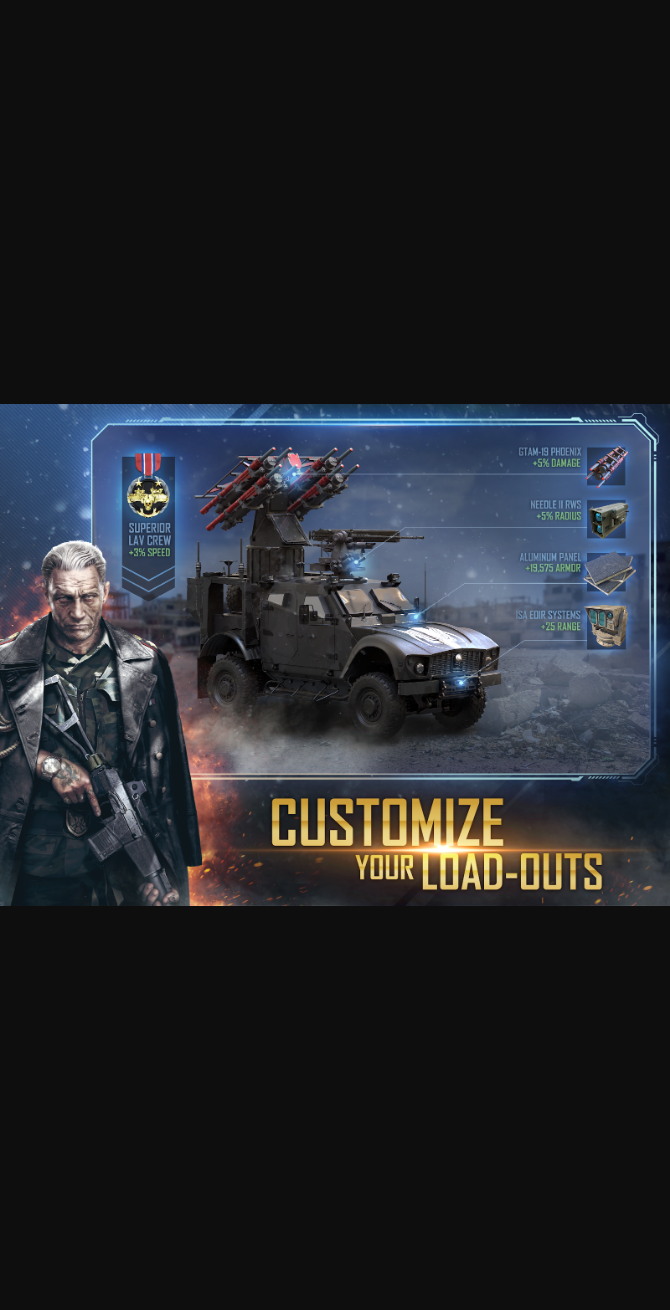 SUPERIOR
LAV CREW
+3% SPEED
GTAM-19 PHOENIX
+5% DAMAGE
NEEDLE II RWS
+5% RADIUS
ALUMINUM PANEL
+19,575 ARMOR
ISA EOIR SYSTEMS
+25 RANGE
CUSTOMIZE
YOUR LOAD-OUTS